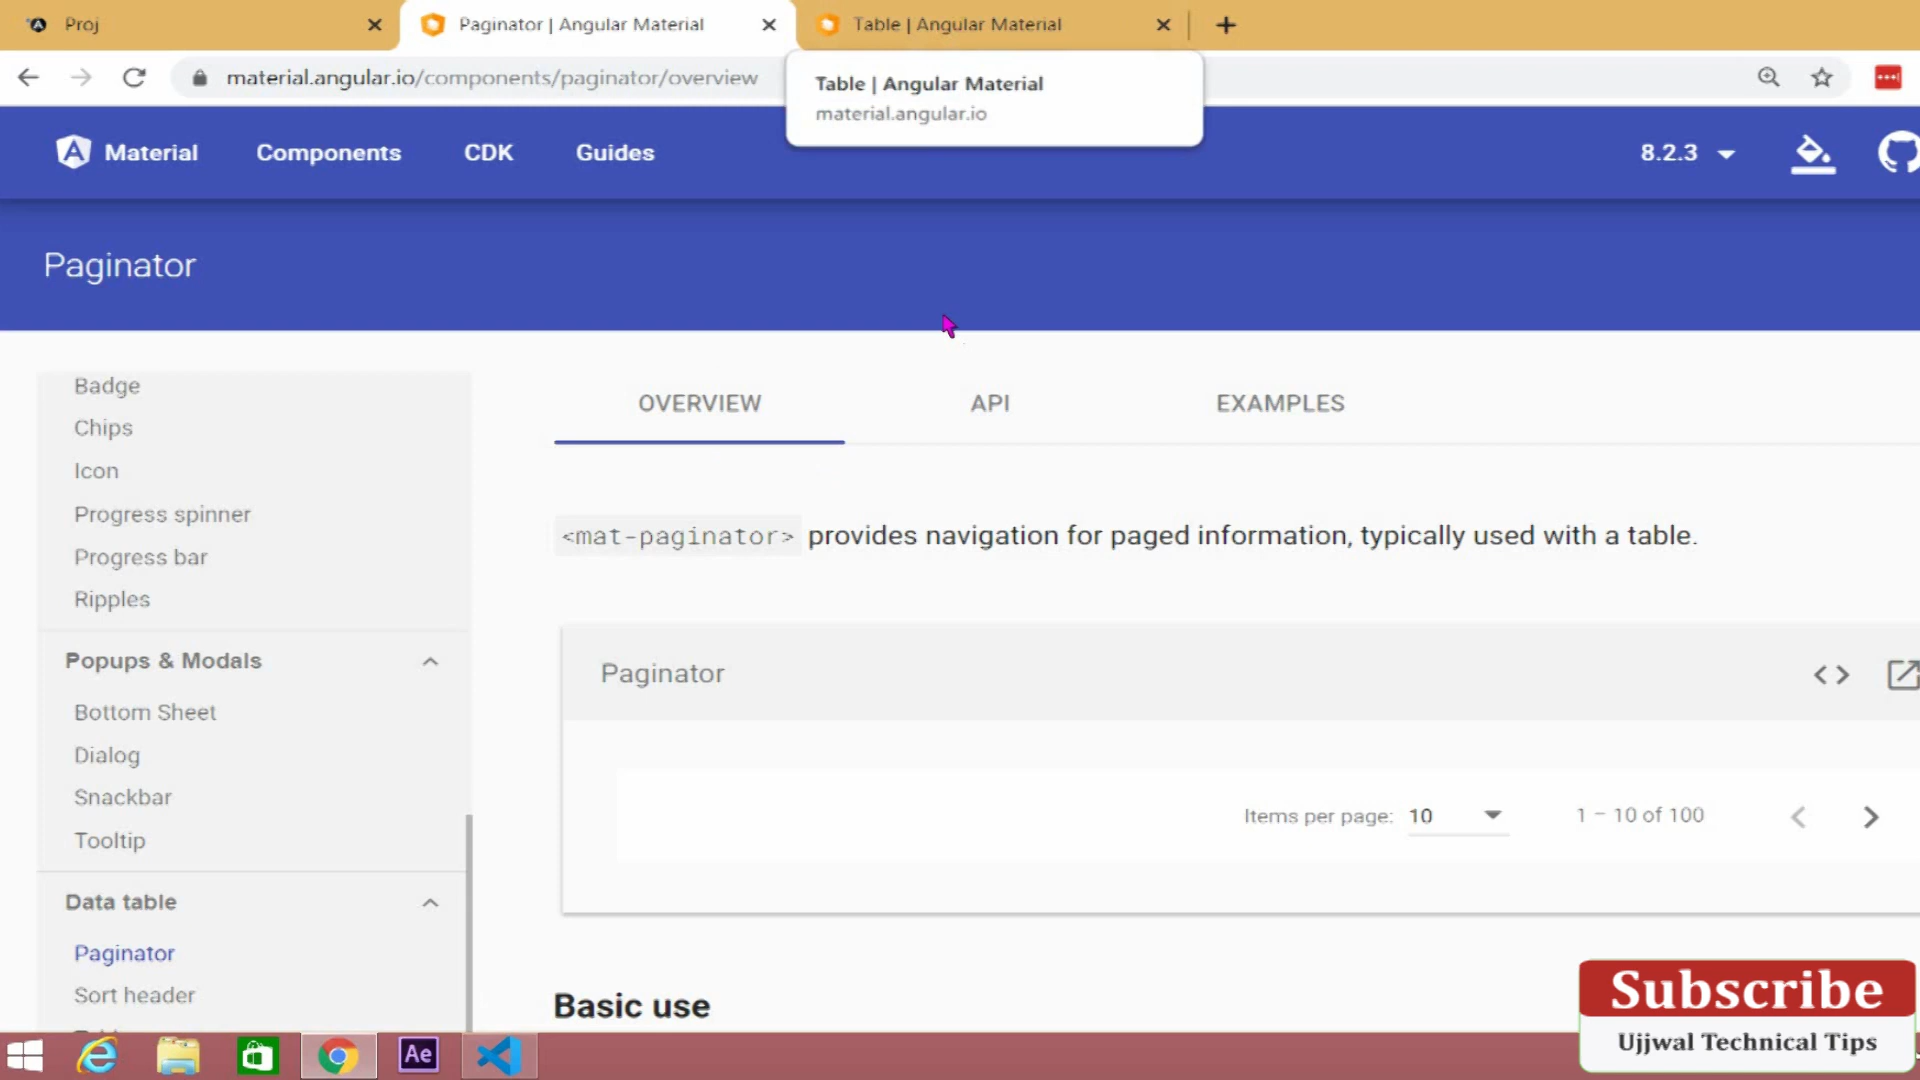 Proj
Paginator | Angular Material
Table | Angular Material
material.angular.io/components/paginator/overview
Table | Angular Material
material.angular.io
Material
Components
CDK
Guides
8.2.3
Paginator
Badge
Chips
Icon
Progress spinner
Progress bar
Ripples
Popups & Modals
Bottom Sheet
Dialog
Snackbar
Tooltip
Data table
Paginator
Sort header
OVERVIEW
API
EXAMPLES
<mat-paginator> provides navigation for paged information, typically used with a table.
Paginator
< >
Items per page: 10
1 – 10 of 100
Basic use
Subscribe
Ujjwal Technical Tips
Ae